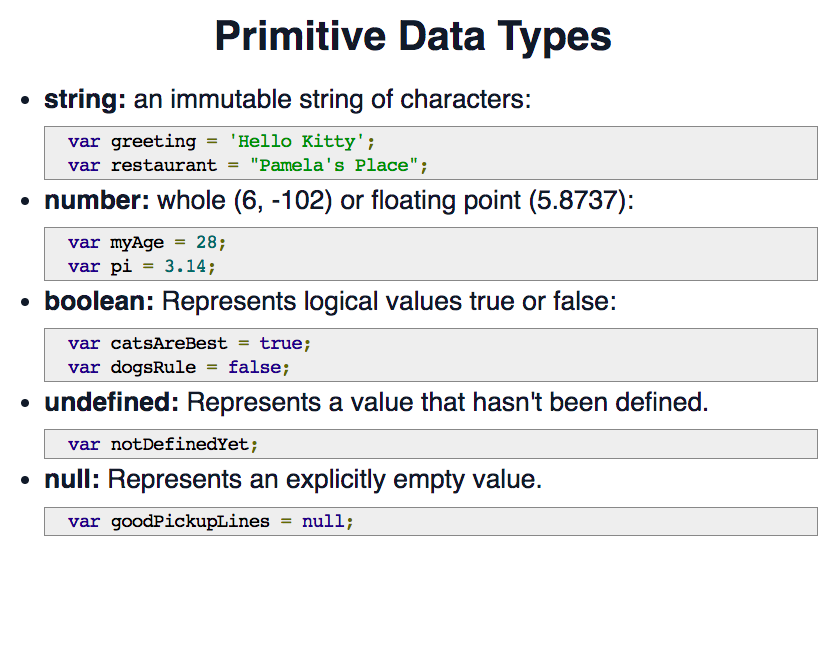 Primitive Data Types
• string: an immutable string of characters:
var greeting = 'Hello Kitty';
var restaurant = "Pamela's Place";
• number: whole (6, -102) or floating point (5.8737):
var myAge = 28;
var pi = 3.14;
• boolean: Represents logical values true or false:
var catsAreBest = true;
var dogsRule = false;
• undefined: Represents a value that hasn't been defined.
var notDefinedYet;
• null: Represents an explicitly empty value.
var goodPickupLines = null;